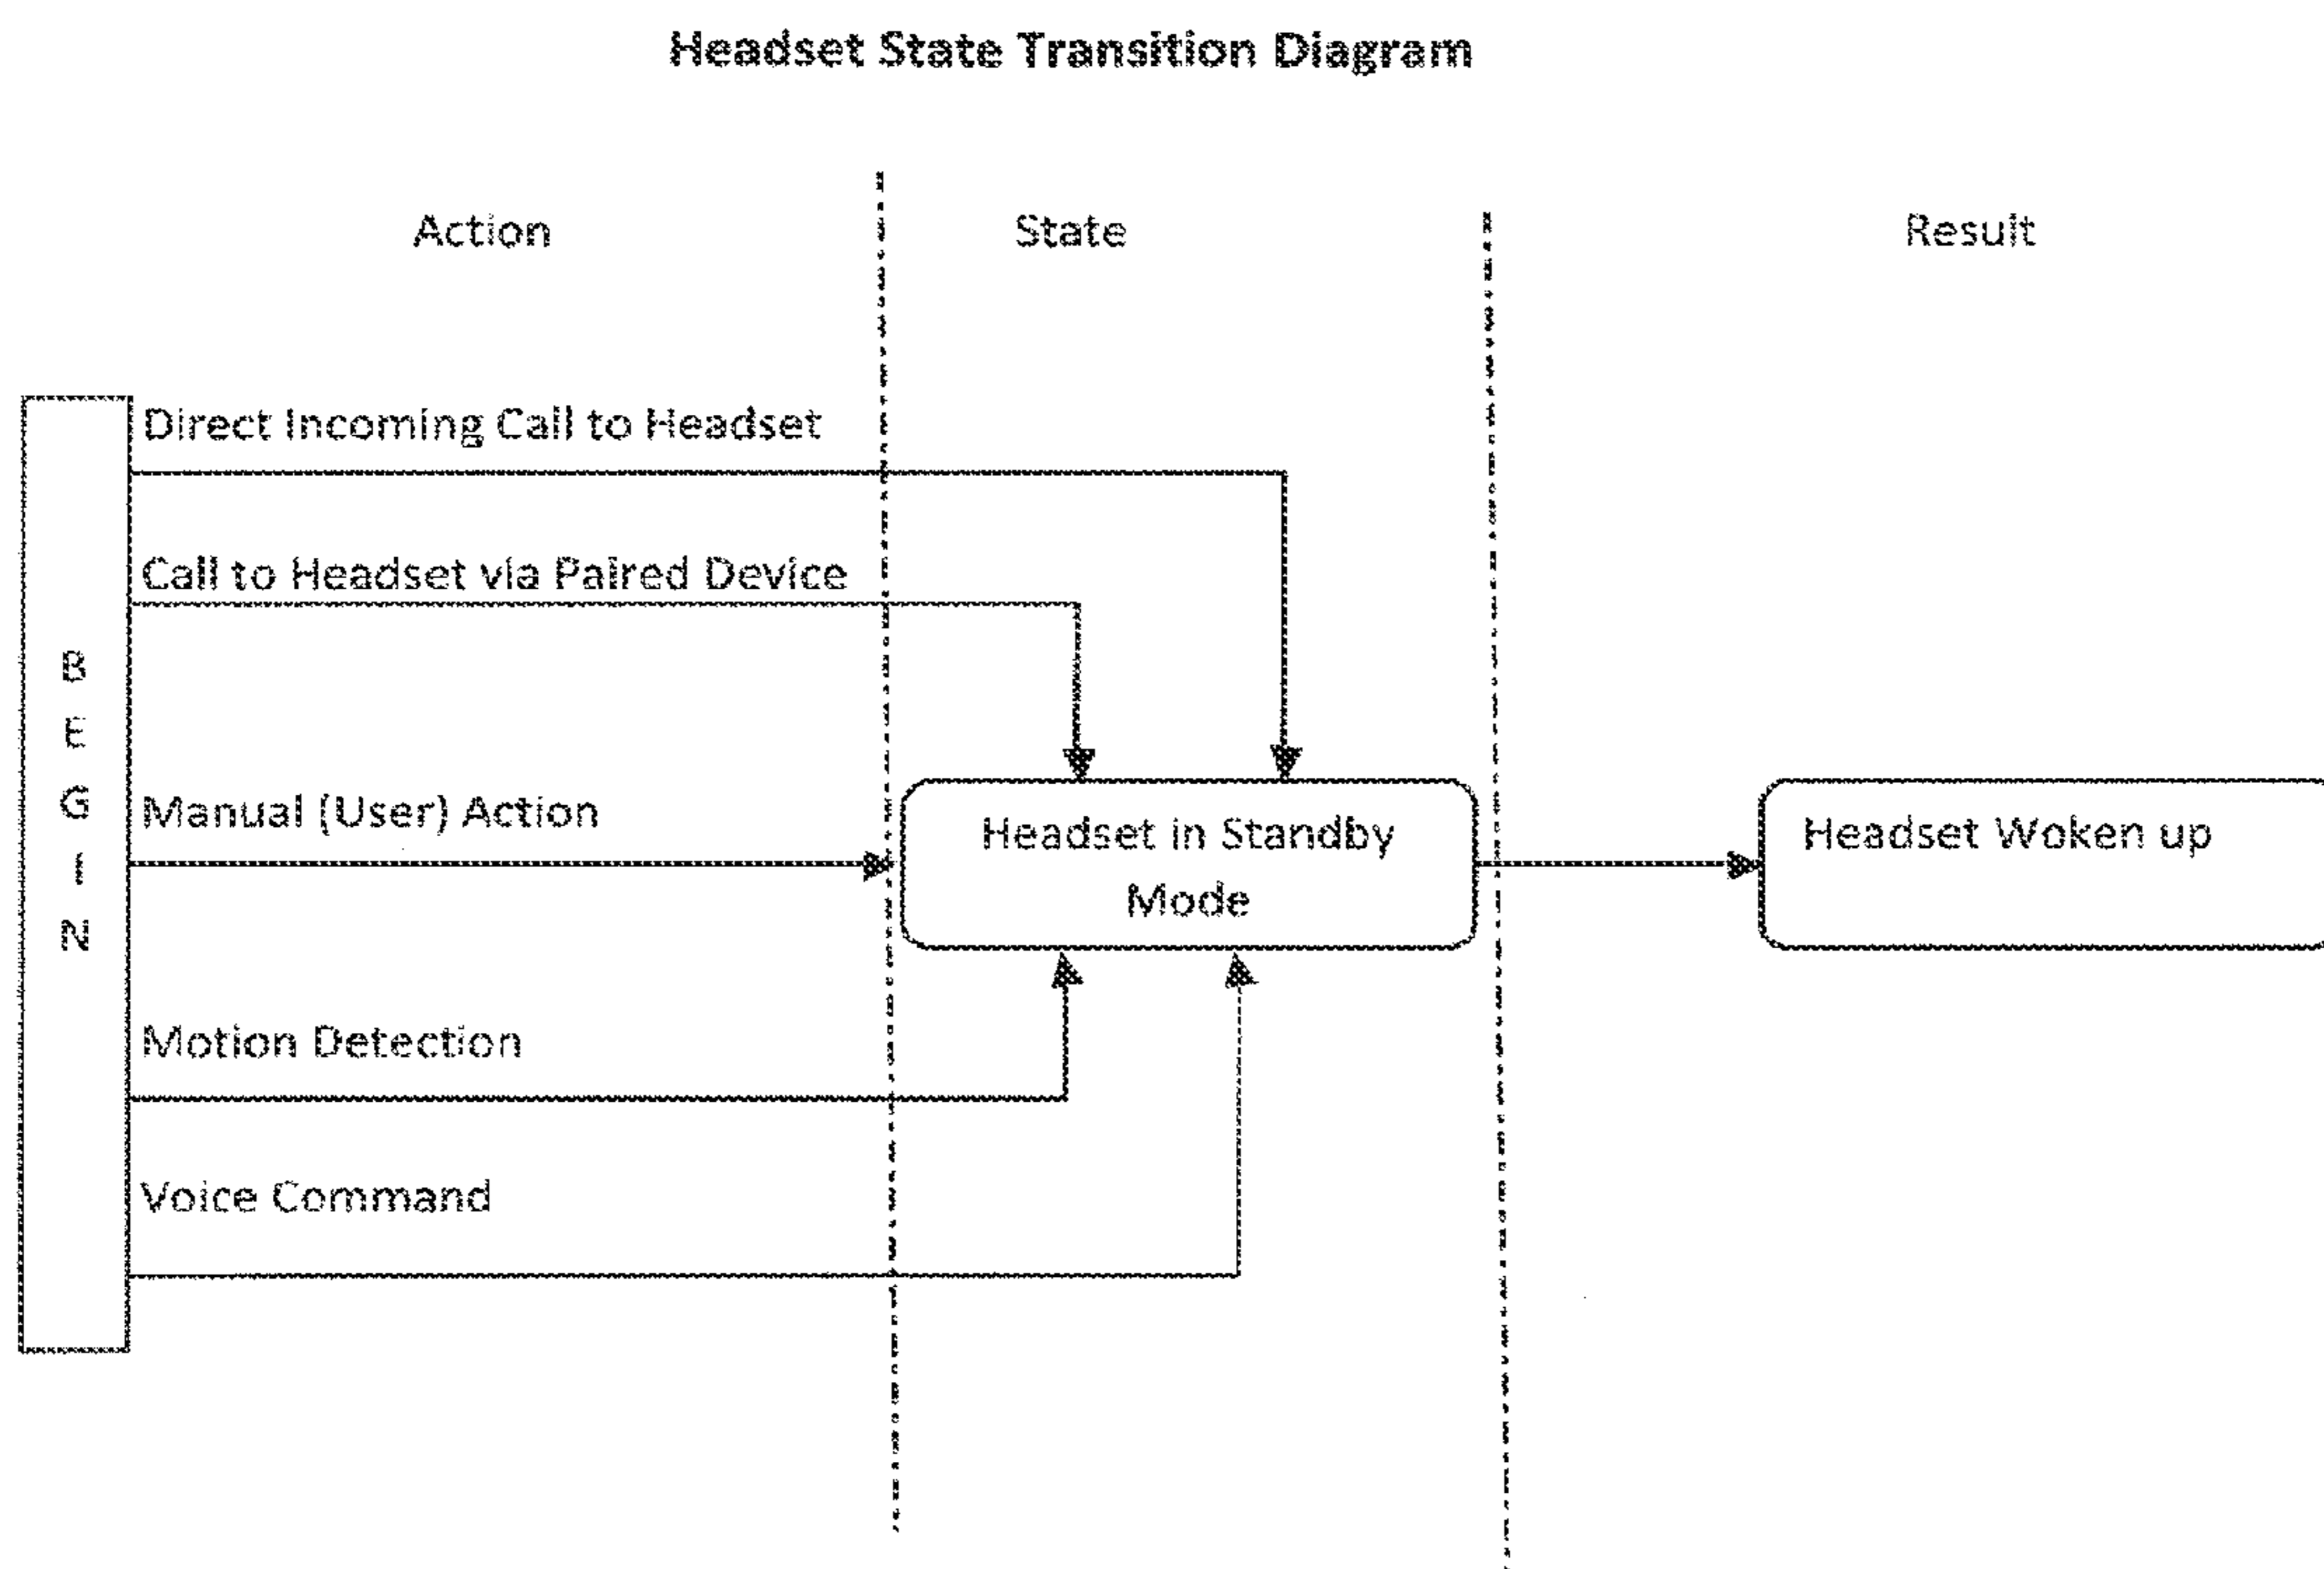 Headset State Transition Diagram
Action
State
Result
Direct Incoming Call to Headset
Call to Headset via Paired Device
B
E
G
I
N
Manual (User) Action
Headset in Standby
Mode
Headset Woken up
Motion Detection
Voice Command